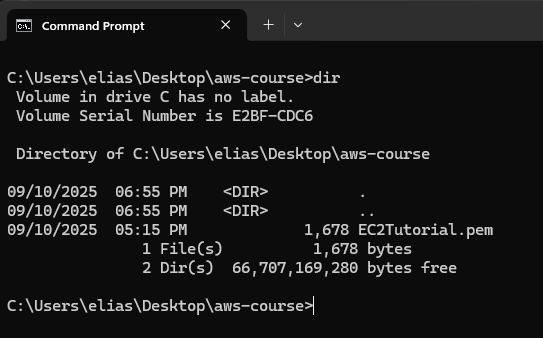 Command Prompt
C:\Users\elias\Desktop\aws-course>dir
 Volume in drive C has no label.
 Volume Serial Number is E2BF-CDC6

 Directory of C:\Users\elias\Desktop\aws-course

09/10/2025  06:55 PM    <DIR>          .
09/10/2025  06:55 PM    <DIR>          ..
09/10/2025  05:15 PM             1,678 EC2Tutorial.pem
               1 File(s)          1,678 bytes
               2 Dir(s)  66,707,169,280 bytes free

C:\Users\elias\Desktop\aws-course>